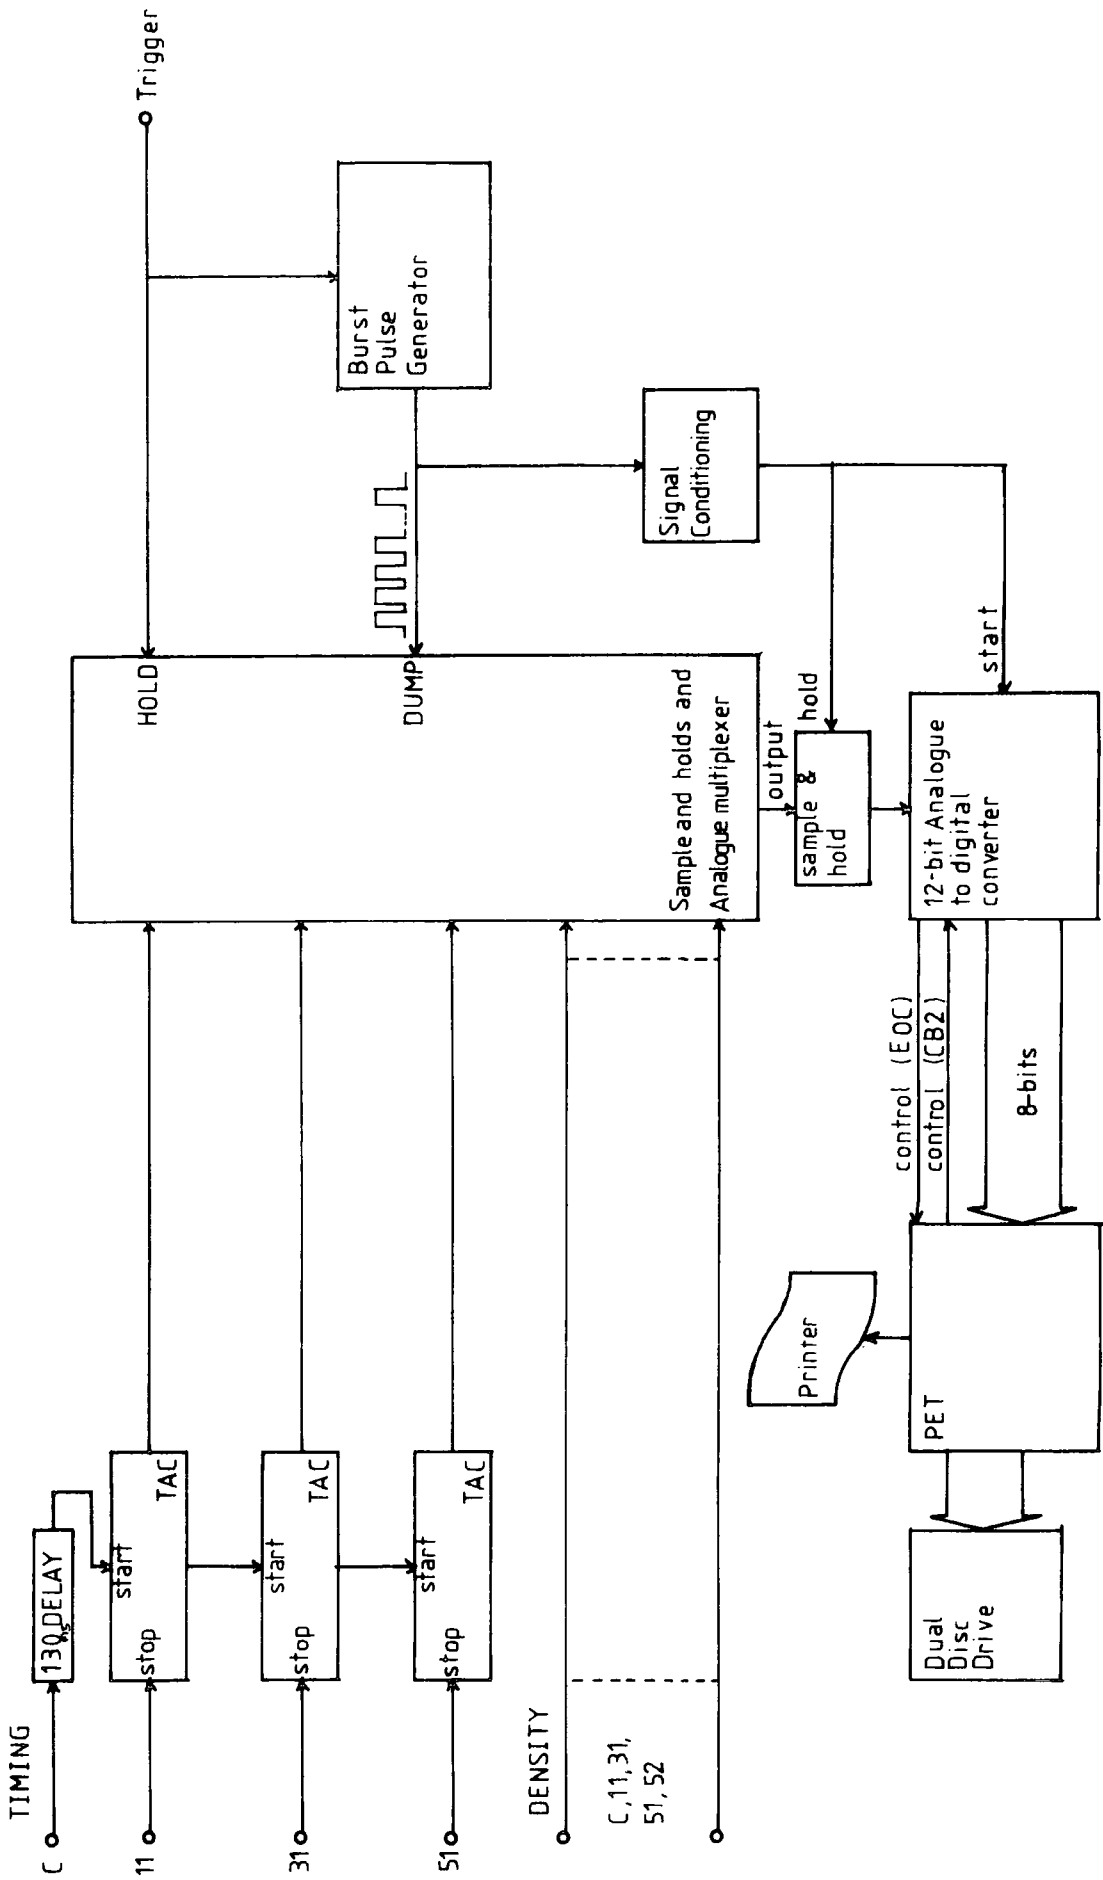 TIMING
C
130 DELAY
ns
11
stop
start
TAC
31
stop
start
TAC
51
stop
start
TAC
DENSITY
C,11,31,
51,52
HOLD
DUMP
Sample and holds and
Analogue multiplexer
Trigger
Burst
Pulse
Generator
Signal
Conditioning
output
hold
sample &
hold
start
12-bit Analogue
to digital
converter
control (EOC)
control (CB2)
8-bits
Printer
PET
Dual
Disc
Drive